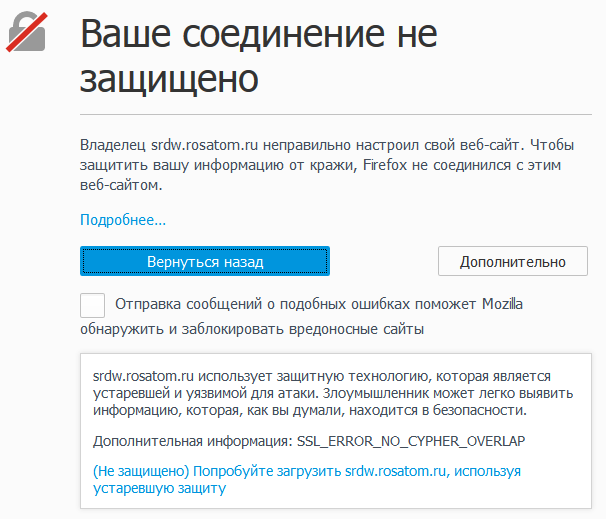 Ваше соединение не
защищено
Владелец srdw.rosatom.ru неправильно настроил свой веб-сайт. Чтобы
защитить вашу информацию от кражи, Firefox не соединился с этим
веб-сайтом.
Подробнее...
Вернуться назад
Дополнительно
Отправка сообщений о подобных ошибках поможет Mozilla
обнаружить и заблокировать вредоносные сайты
srdw.rosatom.ru использует защитную технологию, которая является
устаревшей и уязвимой для атаки. Злоумышленник может легко выявить
информацию, которая, как вы думали, находится в безопасности.
Дополнительная информация: SSL_ERROR_NO_CYPHER_OVERLAP
(Не защищено) Попробуйте загрузить srdw.rosatom.ru, используя
устаревшую защиту